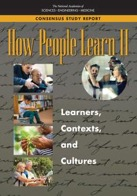 The National Academies of
SCIENCES • ENGINEERING • MEDICINE
CONSENSUS STUDY REPORT
How People Learn II
Learners,
Contexts,
and
Cultures